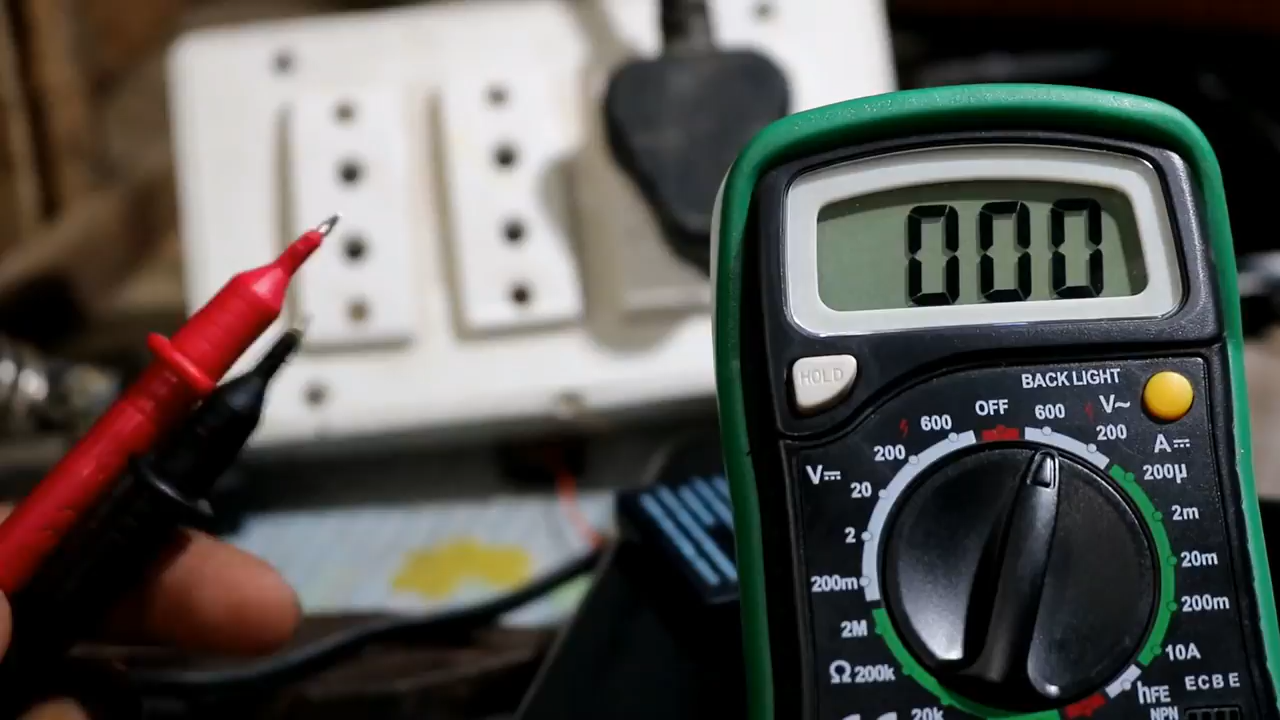 000
HOLD
BACK LIGHT
OFF
600
V~
200
600
200
V⎓
20
2
200m
2M
Ω 200k
20k
A⎓
200µ
2m
20m
200m
10A
hFE
NPN
ECBE